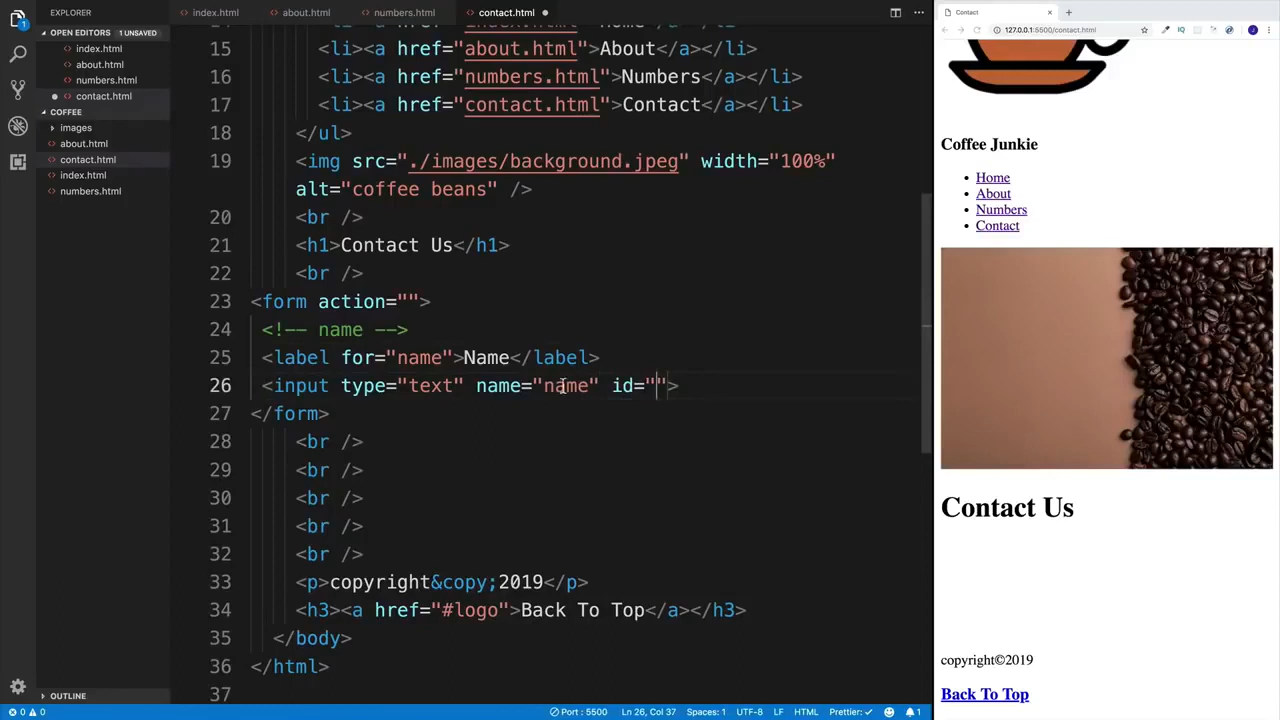 EXPLORER
OPEN EDITORS 1 UNSAVED
index.html
about.html
numbers.html
contact.html
COFFEE
images
about.html
contact.html
index.html
numbers.html
OUTLINE
index.html about.html numbers.html contact.html
15 <li><a href="about.html">About</a></li>
16 <li><a href="numbers.html">Numbers</a></li>
17 <li><a href="contact.html">Contact</a></li>
18 </ul>
19 <img src="./images/background.jpeg" width="100%"
alt="coffee beans" />
20 <br />
21 <h1>Contact Us</h1>
22 <br />
23 <form action="">
24 <!-- name -->
25 <label for="name">Name</label>
26 <input type="text" name="name" id="">
27 </form>
28 <br />
29 <br />
30 <br />
31 <br />
32 <br />
33 <p>copyright&copy;2019</p>
34 <h3><a href="#logo">Back To Top</a></h3>
35 </body>
36 </html>
37
0 0 Port : 5500 Ln 26, Col 37 Spaces: 1 UTF-8 LF HTML Prettier: 1
Contact
127.0.0.1:5500/contact.html
Coffee Junkie
Home
About
Numbers
Contact
Contact Us
copyright©2019
Back To Top